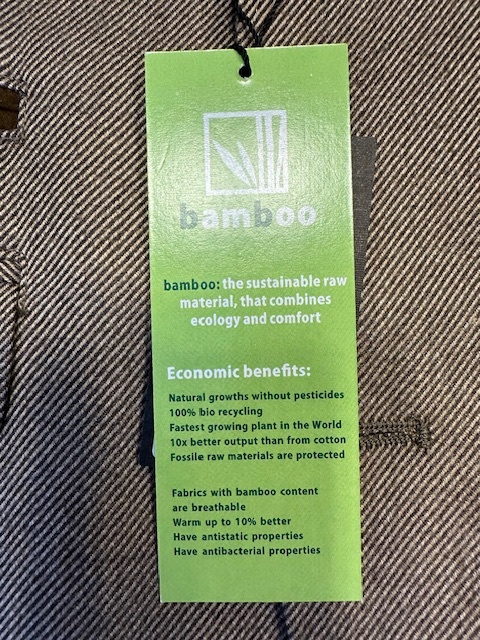 bamboo
bamboo: the sustainable raw
material, that combines
ecology and comfort
Economic benefits:
Natural growths without pesticides
100% bio recycling
Fastest growing plant in the World
10x better output than from cotton
Fossile raw materials are protected
Fabrics with bamboo content
are breathable
Warm up to 10% better
Have antistatic properties
Have antibacterial properties